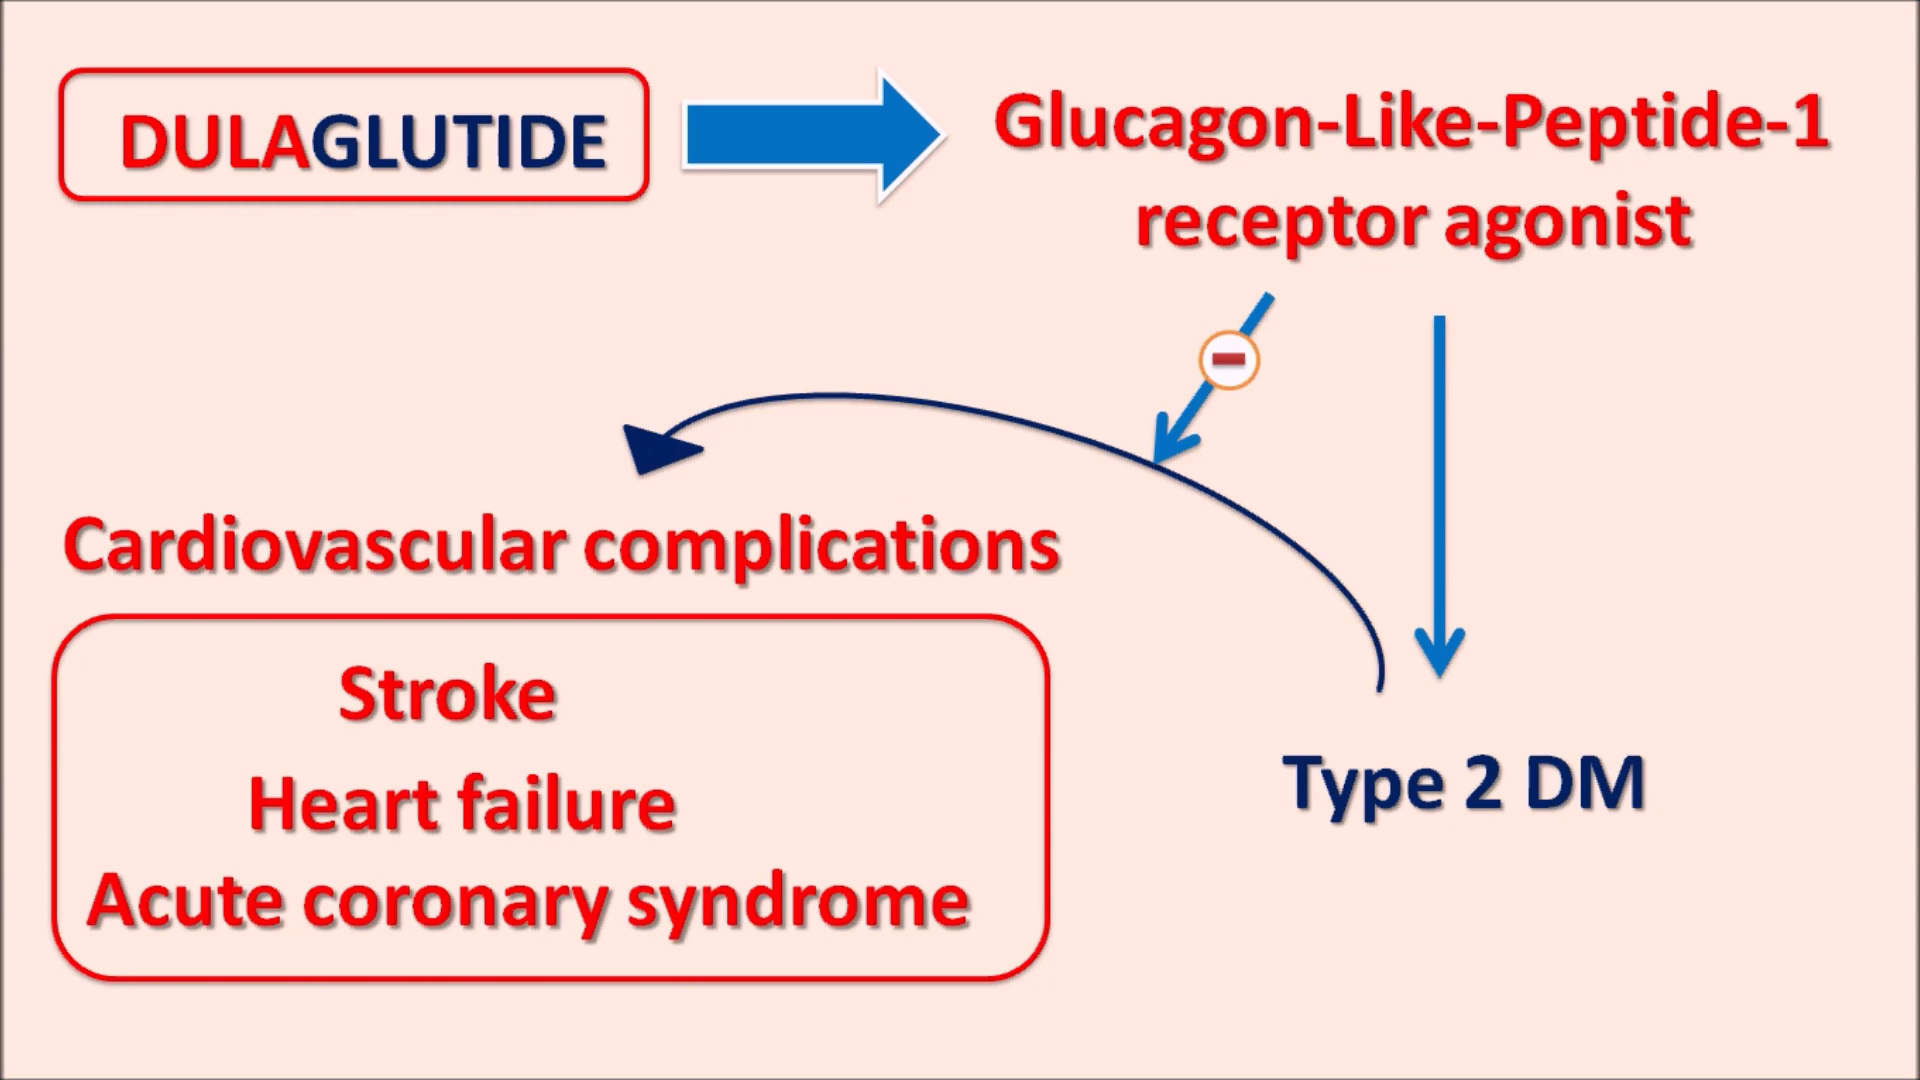 DULAGLUTIDE
Glucagon-Like-Peptide-1
receptor agonist
Cardiovascular complications
Stroke
Heart failure
Acute coronary syndrome
Type 2 DM